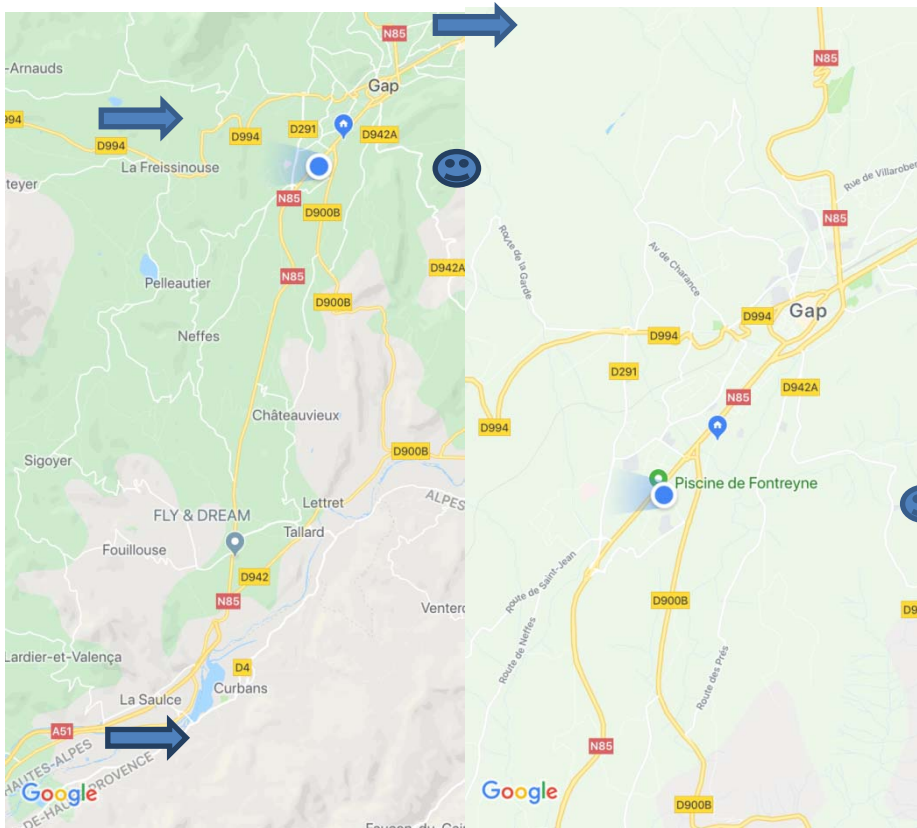 N85
-Arnauds
Gap
994
D994
D291
D942A
D994
La Freissinouse
teyer
N85
D900B
D942A
N85
Pelleautier
D900B
Neffes
Châteauvieux
D900B
Sigoyer
ALPES
Lettret
FLY & DREAM
Tallard
Fouillouse
D942
N85
Venterc
Lardier-et-Valença
D4
Curbans
La Saulce
A51
HAUTES-ALPES
DE-HAUTE-PROVENCE
Google
N85
Rue de Villarober
N85
Route de la Garde
Av de Charance
Gap
D994
D994
D291
D942A
N85
D994
Piscine de Fontreyne
Route de Saint-Jean
D900B
D9
Route de Neffes
Route des Prés
N85
Google
D900B